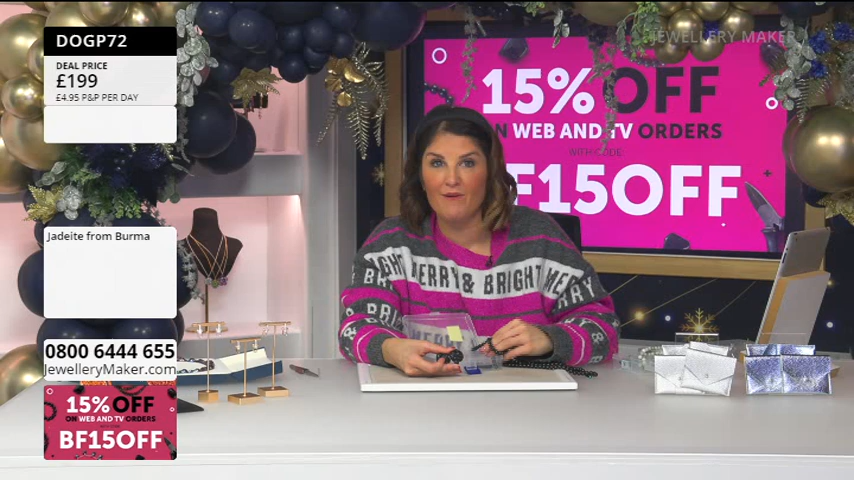 DOGP72
DEAL PRICE
£199
£4.95 P&P PER DAY
Jadeite from Burma
0800 6444 655
JewelleryMaker.com
15% OFF
ON WEB AND TV ORDERS
BF15OFF
JEWELLERY MAKER
15% OFF
ON WEB AND TV ORDERS
WITH CODE
F15OFF
MERRY & BRIGHT